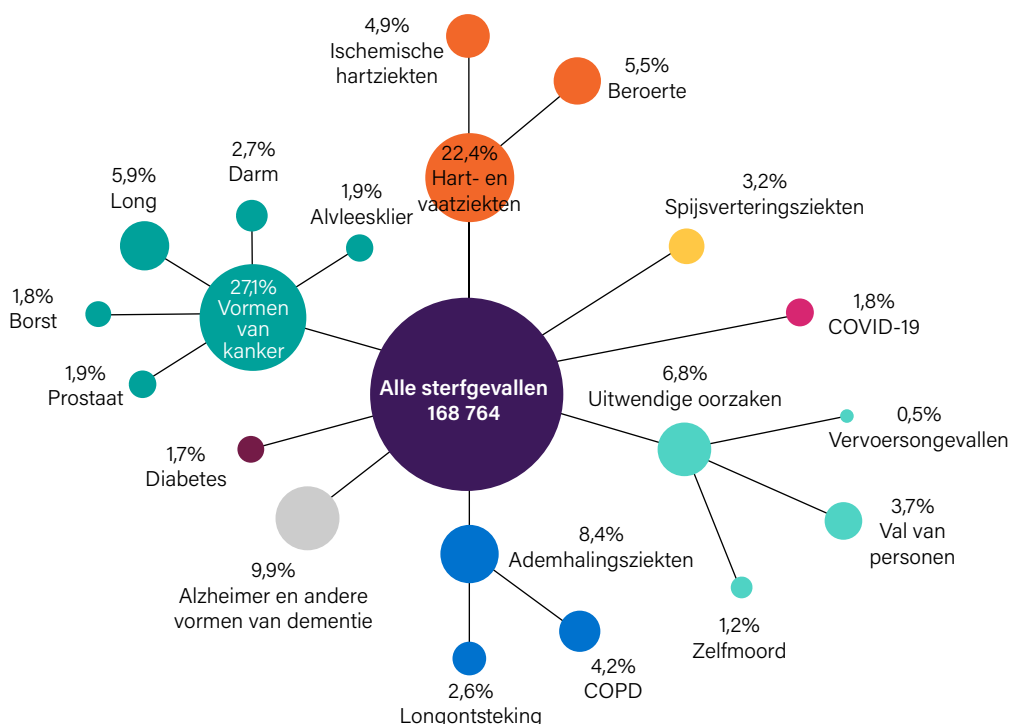 4,9%
Ischemische
hartziekten
5,5%
Beroerte
22,4%
Hart- en
vaatziekten
2,7%
Darm
5,9%
Long
1,9%
Alvleesklier
1,8%
Borst
27,1%
Vormen
van
kanker
1,9%
Prostaat
3,2%
Spijsverteringsziekten
1,8%
COVID-19
Alle sterfgevallen
168 764
6,8%
Uitwendige oorzaken
0,5%
Vervoersongevallen
3,7%
Val van
personen
1,2%
Zelfmoord
1,7%
Diabetes
9,9%
Alzheimer en andere
vormen van dementie
8,4%
Ademhalingsziekten
4,2%
COPD
2,6%
Longontsteking